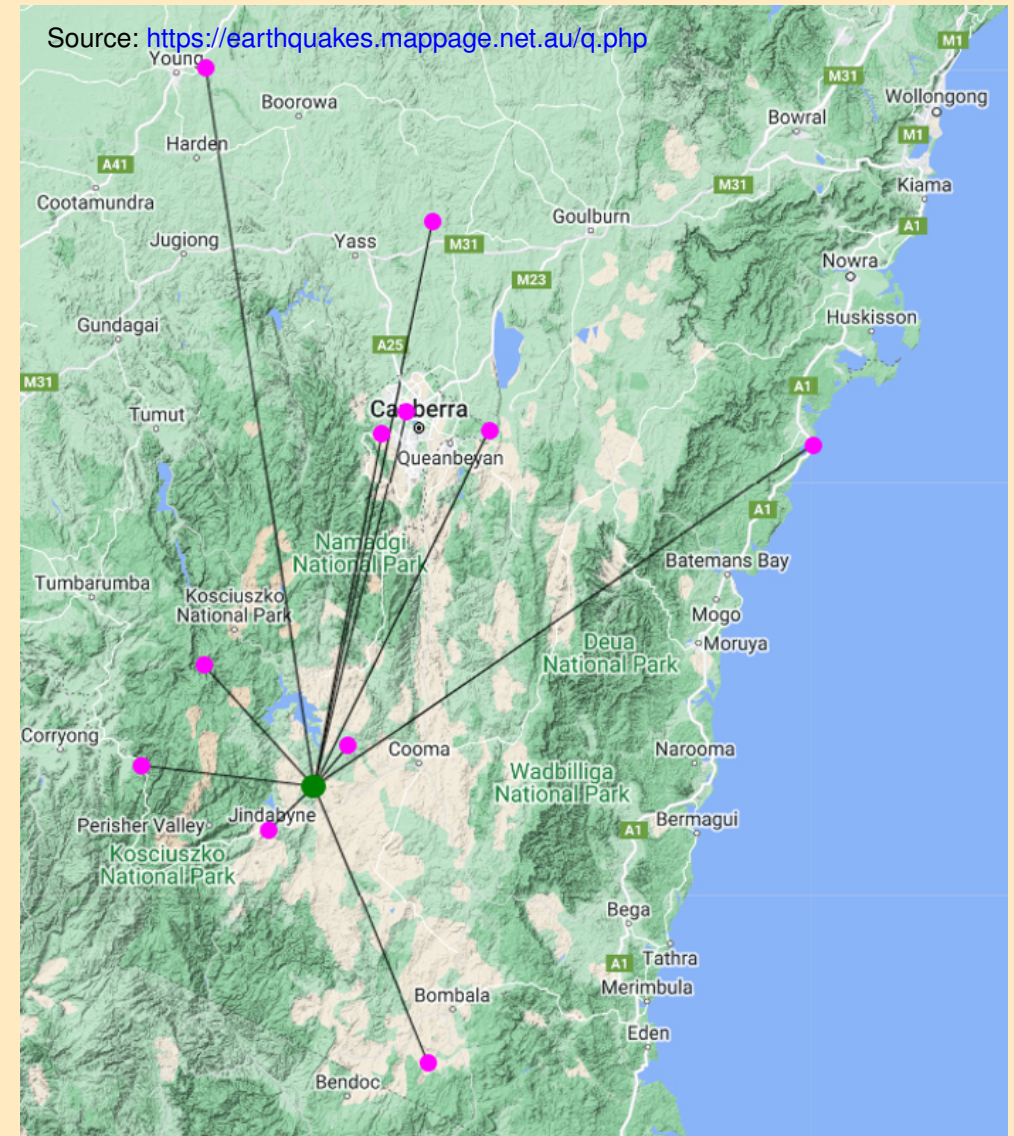 Source: https://earthquakes.mappage.net.au/q.php
M1
Young
M31
Boorowa
Wollongong
Bowral
M1
Harden
A41
M31
Kiama
Cootamundra
Goulburn
A1
Jugiong
Yass
M31
Nowra
M23
Huskisson
Gundagai
A25
M31
A1
Tumut
Canberra
Queanbeyan
A1
Namadgi
National Park
Batemans Bay
Tumbarumba
Kosciuszko
National Park
Mogo
Deua
National Park
Moruya
Corryong
Cooma
Narooma
Wadbilliga
National Park
Jindabyne
Perisher Valley
Bermagui
A1
Kosciuszko
National Park
Bega
A1
Tathra
Merimbula
Bombala
Eden
Bendoc